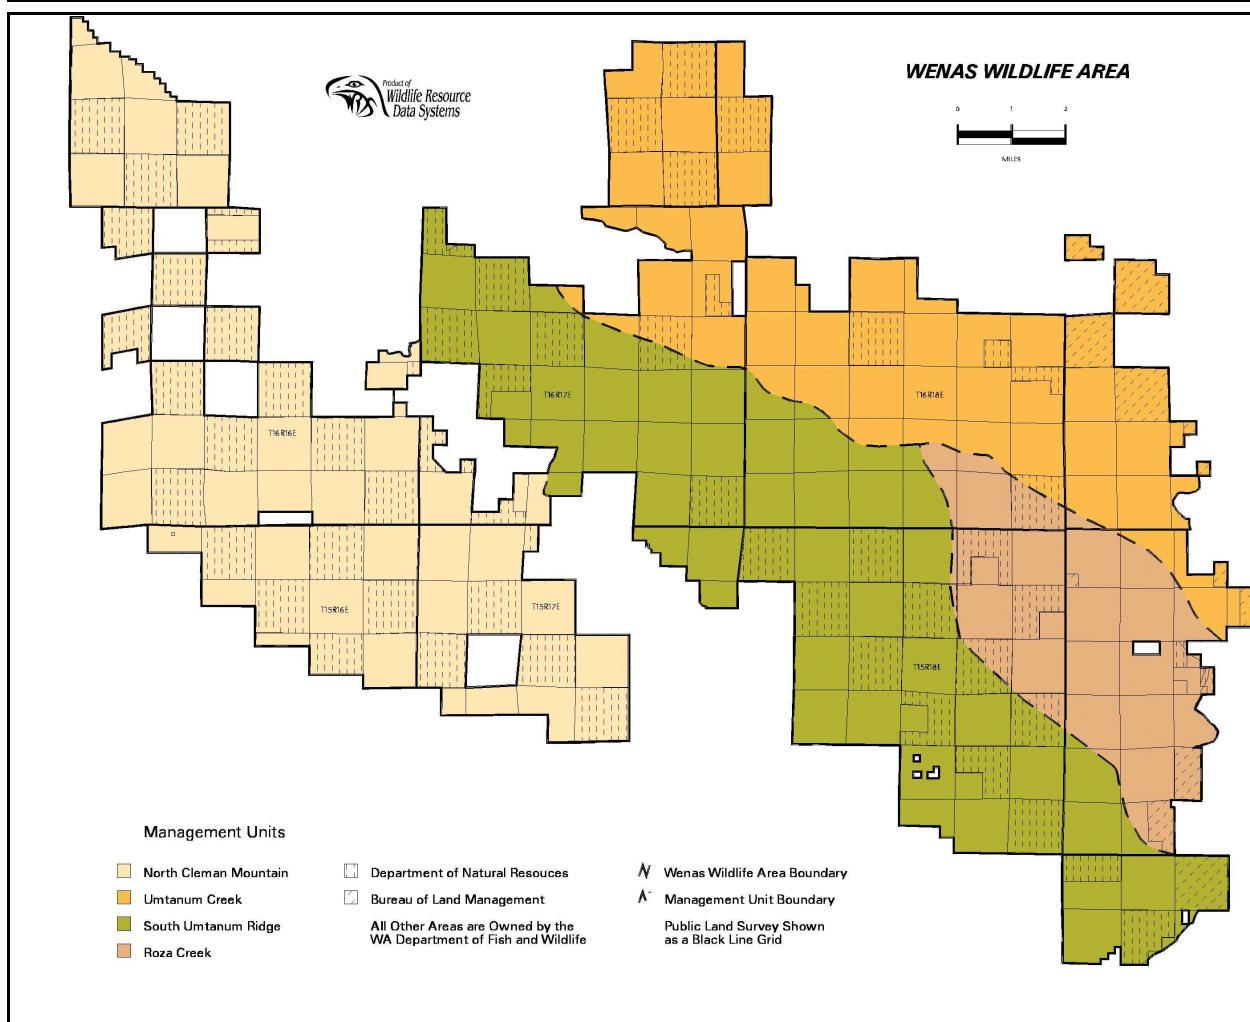 WENAS WILDLIFE AREA
Product of
Wildlife Resource
Data Systems
0 1 2
MILES
T16R17E
T16R18E
T16R16E
T15R16E
T15R17E
T15R18E
Management Units
North Cleman Mountain
Umtanum Creek
South Umtanum Ridge
Roza Creek
Department of Natural Resouces
Bureau of Land Management
All Other Areas are Owned by the
WA Department of Fish and Wildlife
Wenas Wildlife Area Boundary
Management Unit Boundary
Public Land Survey Shown
as a Black Line Grid